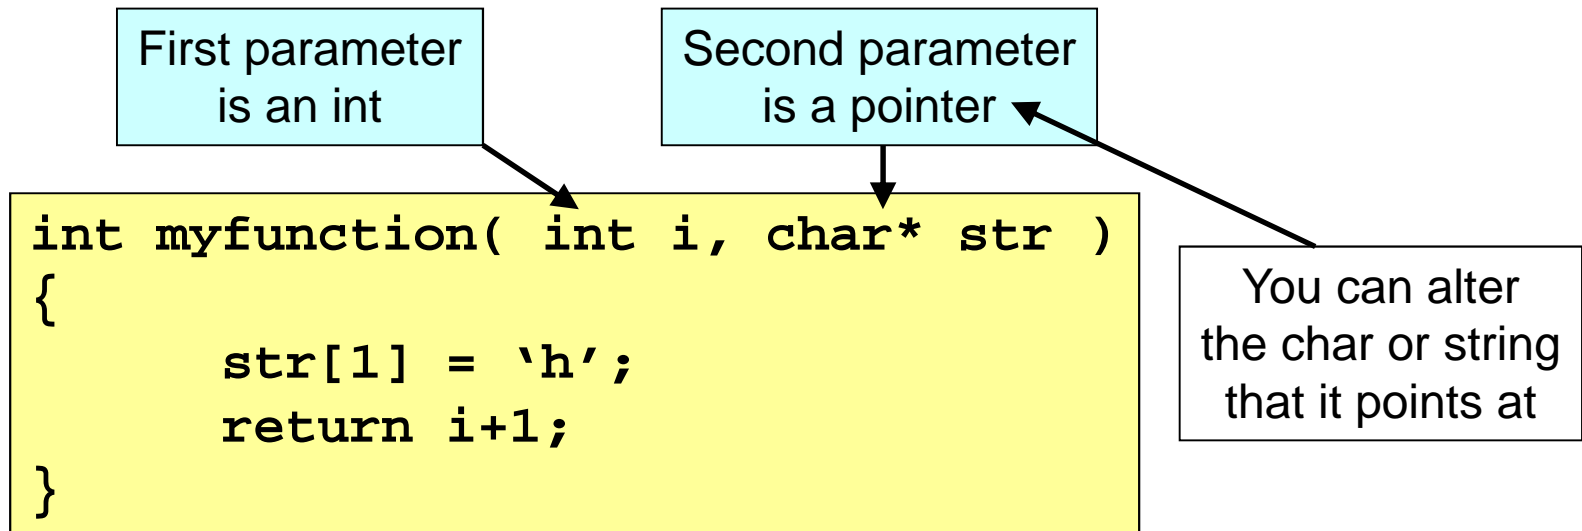 First parameter
is an int
Second parameter
is a pointer
int myfunction( int i, char* str )
{
str[1] = ‘h’;
return i+1;
}
You can alter
the char or string
that it points at